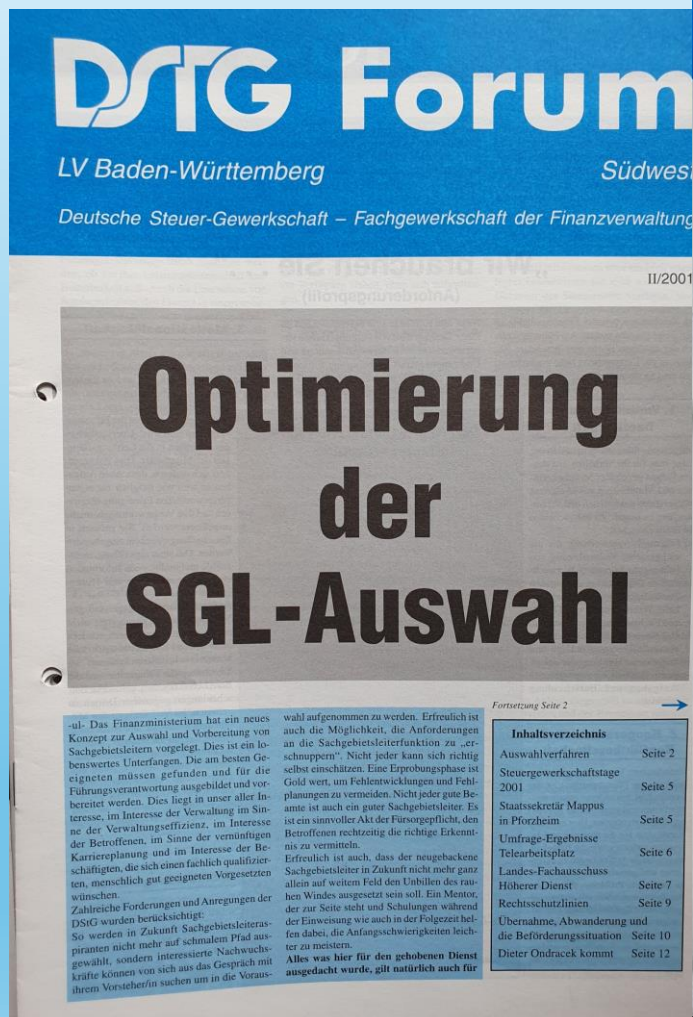 DSTG Forum
LV Baden-Württemberg
Südwest
Deutsche Steuer-Gewerkschaft – Fachgewerkschaft der Finanzverwaltung
II/2001
Optimierung
der
SGL-Auswahl
-ul- Das Finanzministerium hat ein neues
Konzept zur Auswahl und Vorbereitung von
Sachgebietsleitern vorgelegt. Dies ist ein lo-
benswertes Unterfangen. Die am besten Ge-
eigneten müssen gefunden und für die
Führungsverantwortung ausgebildet und vor-
bereitet werden. Dies liegt in unser aller In-
teresse, im Interesse der Verwaltung im Sin-
ne der Verwaltungseffizienz, im Interesse
der Betroffenen, im Sinne der vernünftigen
Karriereplanung und im Interesse der Be-
schäftigten, die sich einen fachlich qualifizier-
ten, menschlich gut geeigneten Vorgesetzten
wünschen.
Zahlreiche Forderungen und Anregungen der
DStG wurden berücksichtigt:
So werden in Zukunft Sachgebietsleiteras-
piranten nicht mehr auf schmalem Pfad aus-
gewählt, sondern interessierte Nachwuchs-
kräfte können von sich aus das Gespräch mit
ihrem Vorsteher/in suchen um in die Voraus-
wahl aufgenommen zu werden. Erfreulich ist
auch die Möglichkeit, die Anforderungen
an die Sachgebietsleiterfunktion zu „er-
schnuppern". Nicht jeder kann sich richtig
selbst einschätzen. Eine Erprobungsphase ist
Gold wert, um Fehlentwicklungen und Fehl-
planungen zu vermeiden. Nicht jeder gute Be-
amte ist auch ein guter Sachgebietsleiter. Es
ist ein sinnvoller Akt der Fürsorgepflicht, den
Betroffenen rechtzeitig die richtige Erkennt-
nis zu vermitteln.
Erfreulich ist auch, dass der neugebackene
Sachgebietsleiter in Zukunft nicht mehr ganz
allein auf weitem Feld den Unbillen des rau-
hen Windes ausgesetzt sein soll. Ein Mentor,
der zur Seite steht und Schulungen während
der Einweisung wie auch in der Folgezeit hel-
fen dabei, die Anfangsschwierigkeiten leich-
ter zu meistern.
Alles was hier für den gehobenen Dienst
ausgedacht wurde, gilt natürlich auch für
Fortsetzung Seite 2
Inhaltsverzeichnis
Auswahlverfahren Seite 2
Steuergewerkschaftstage
2001 Seite 5
Staatssekretär Mappus
in Pforzheim Seite 5
Umfrage-Ergebnisse
Telearbeitsplatz Seite 6
Landes-Fachausschuss
Höherer Dienst Seite 7
Rechtsschutzlinien Seite 9
Übernahme, Abwanderung und
die Beförderungssituation Seite 10
Dieter Ondracek kommt Seite 12